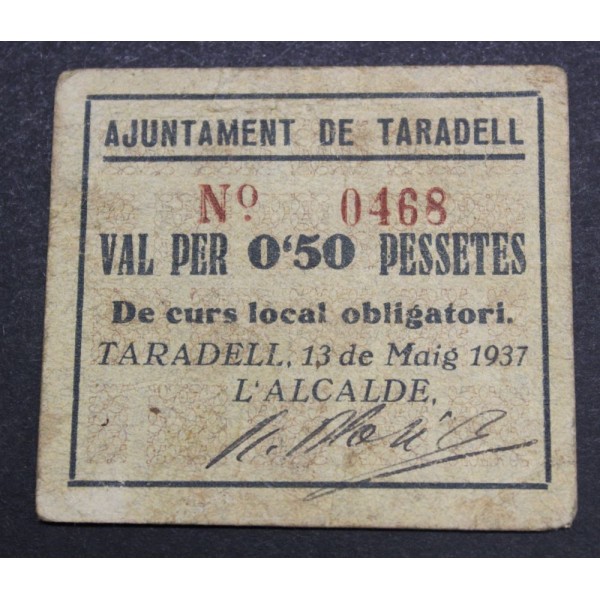 AJUNTAMENT DE TARADELL
Nº 0468
VAL PER 0'50 PESSETES
De curs local obligatori.
TARADELL, 13 de Maig 1937
L'ALCALDE,